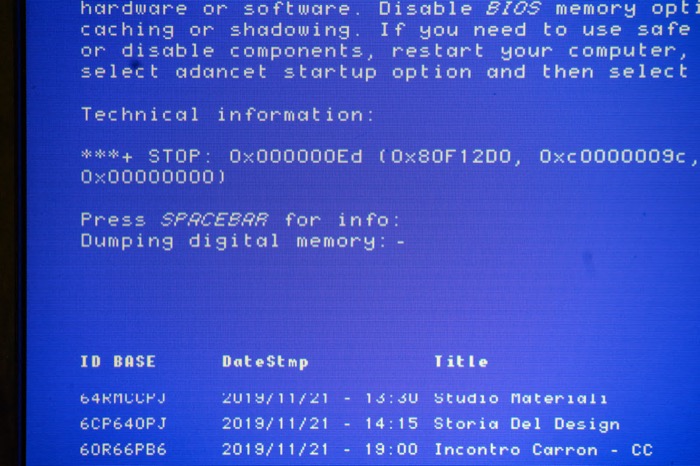 hardware or software. Disable BIOS memory opti
caching or shadowing. If you need to use safe
or disable components, restart your computer,
select adancet startup option and then select
Technical information:
***+ STOP: 0x000000Ed (0x80F12D0, 0xc0000009c,
0x00000000)
Press SPACEBAR for info:
Dumping digital memory: -
ID BASE DateStmp Title
64RMCCPJ 2019/11/21 - 13:30 Studio Materiali
6CP640PJ 2019/11/21 - 14:15 Storia Del Design
60R66PB6 2019/11/21 - 19:00 Incontro Carron - CC